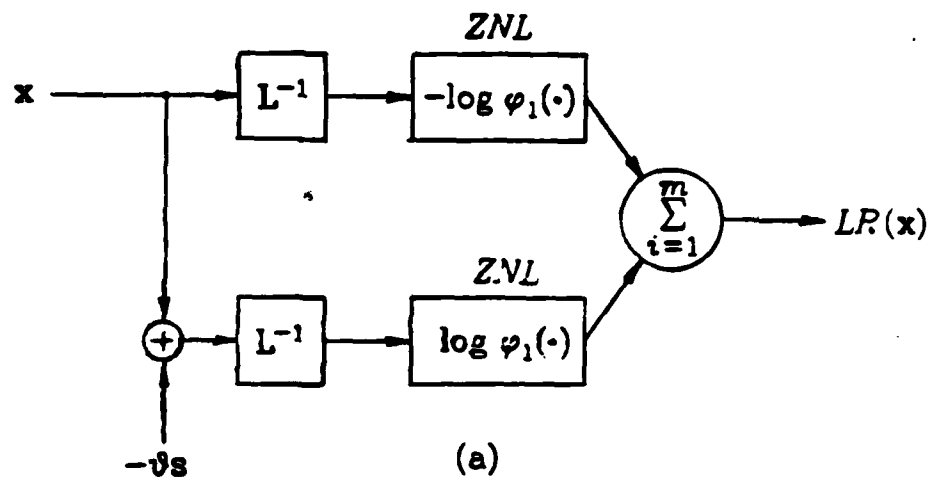 ZNL
x
L⁻¹
−log φ₁(·)
m
∑
i=1
LR(x)
ZNL
+
L⁻¹
log φ₁(·)
−ϑs
(a)